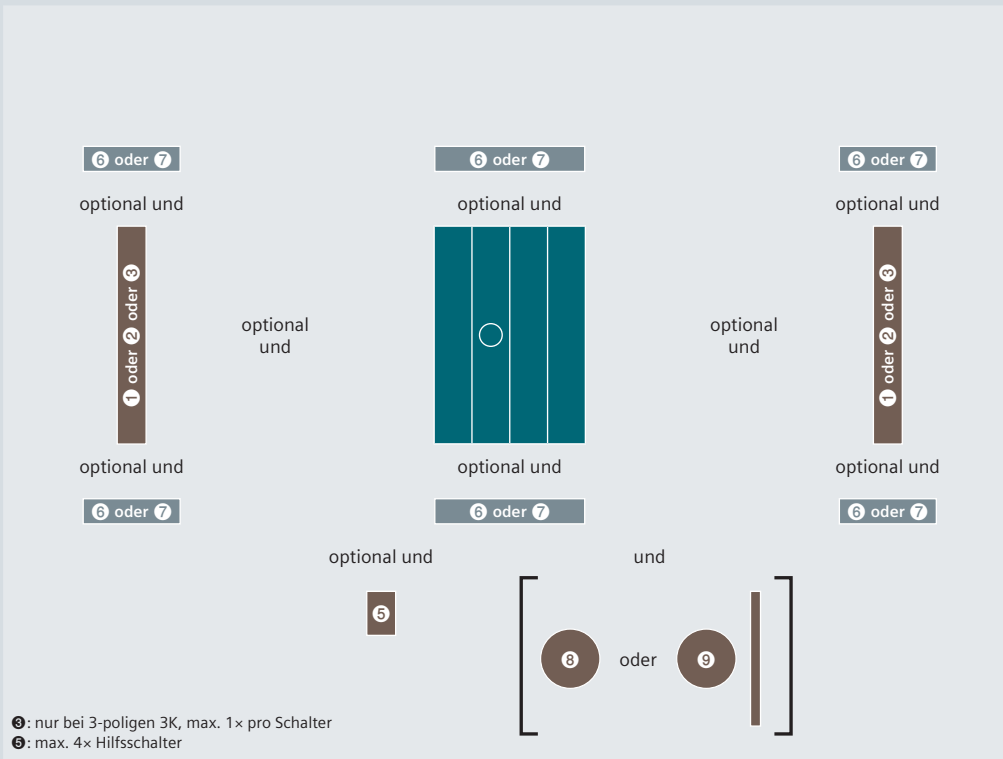 ❻ oder ❼ ❻ oder ❼ ❻ oder ❼
optional und optional und optional und
❶ oder ❷ oder ❸
optional
und
optional
und
❶ oder ❷ oder ❸
optional und optional und optional und
❻ oder ❼ ❻ oder ❼ ❻ oder ❼
optional und und
❺
❽ oder ❾
❸: nur bei 3-poligen 3K, max. 1× pro Schalter
❺: max. 4× Hilfsschalter